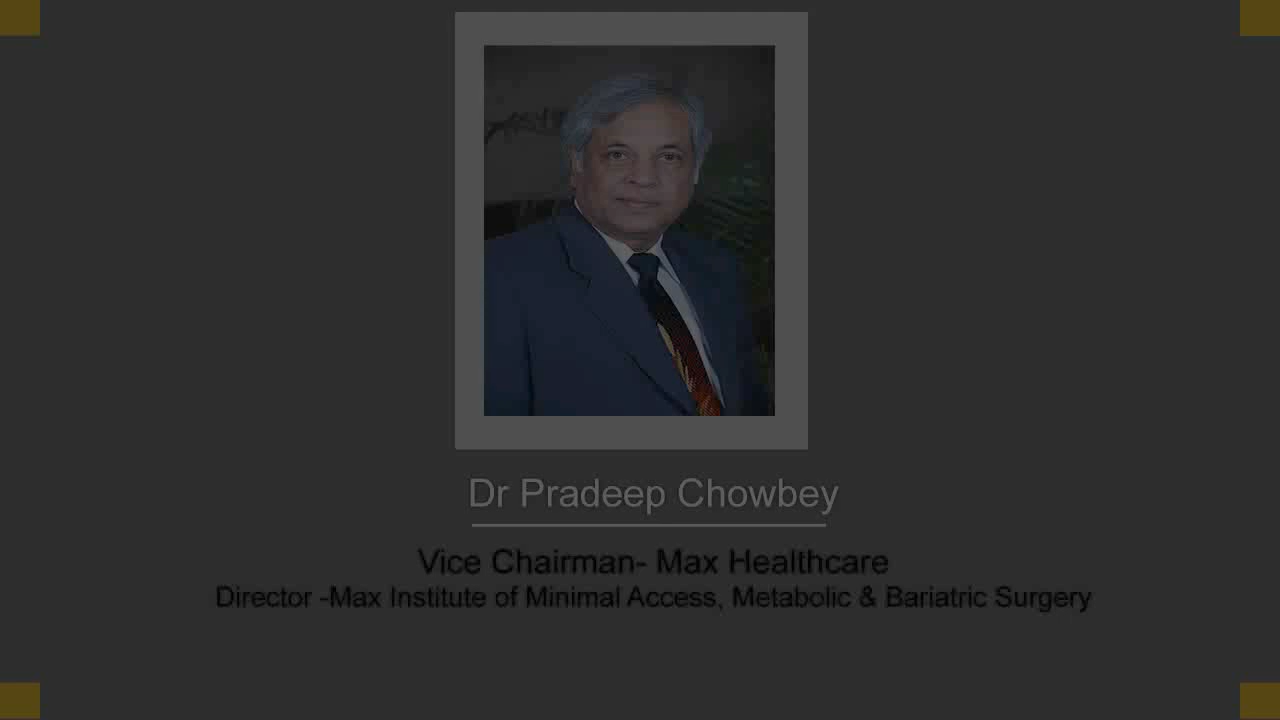 Dr Pradeep Chowbey
Vice Chairman- Max Healthcare
Director -Max Institute of Minimal Access, Metabolic & Bariatric Surgery